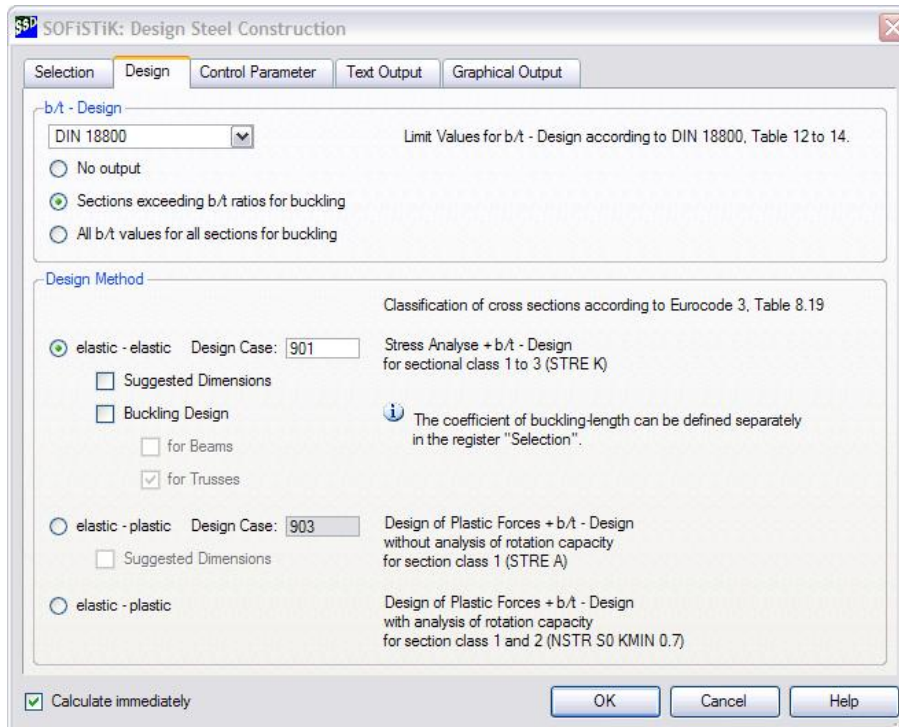 SSD SOFiSTiK: Design Steel Construction
Selection Design Control Parameter Text Output Graphical Output
b/t - Design
DIN 18800 Limit Values for b/t - Design according to DIN 18800, Table 12 to 14.
No output
Sections exceeding b/t ratios for buckling
All b/t values for all sections for buckling
Design Method
Classification of cross sections according to Eurocode 3, Table 8.19
elastic - elastic Design Case: 901 Stress Analyse + b/t - Design
for sectional class 1 to 3 (STRE K)
Suggested Dimensions
Buckling Design
The coefficient of buckling-length can be defined separately
in the register "Selection".
for Beams
for Trusses
elastic - plastic Design Case: 903 Design of Plastic Forces + b/t - Design
without analysis of rotation capacity
Suggested Dimensions for section class 1 (STRE A)
elastic - plastic Design of Plastic Forces + b/t - Design
with analysis of rotation capacity
for section class 1 and 2 (NSTR S0 KMIN 0.7)
Calculate immediately OK Cancel Help